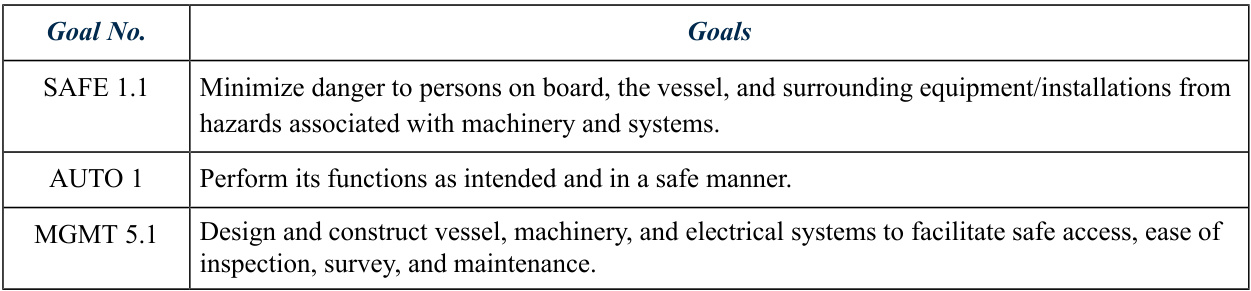 Goal No. Goals
SAFE 1.1 Minimize danger to persons on board, the vessel, and surrounding equipment/installations from
hazards associated with machinery and systems.
AUTO 1 Perform its functions as intended and in a safe manner.
MGMT 5.1 Design and construct vessel, machinery, and electrical systems to facilitate safe access, ease of
inspection, survey, and maintenance.